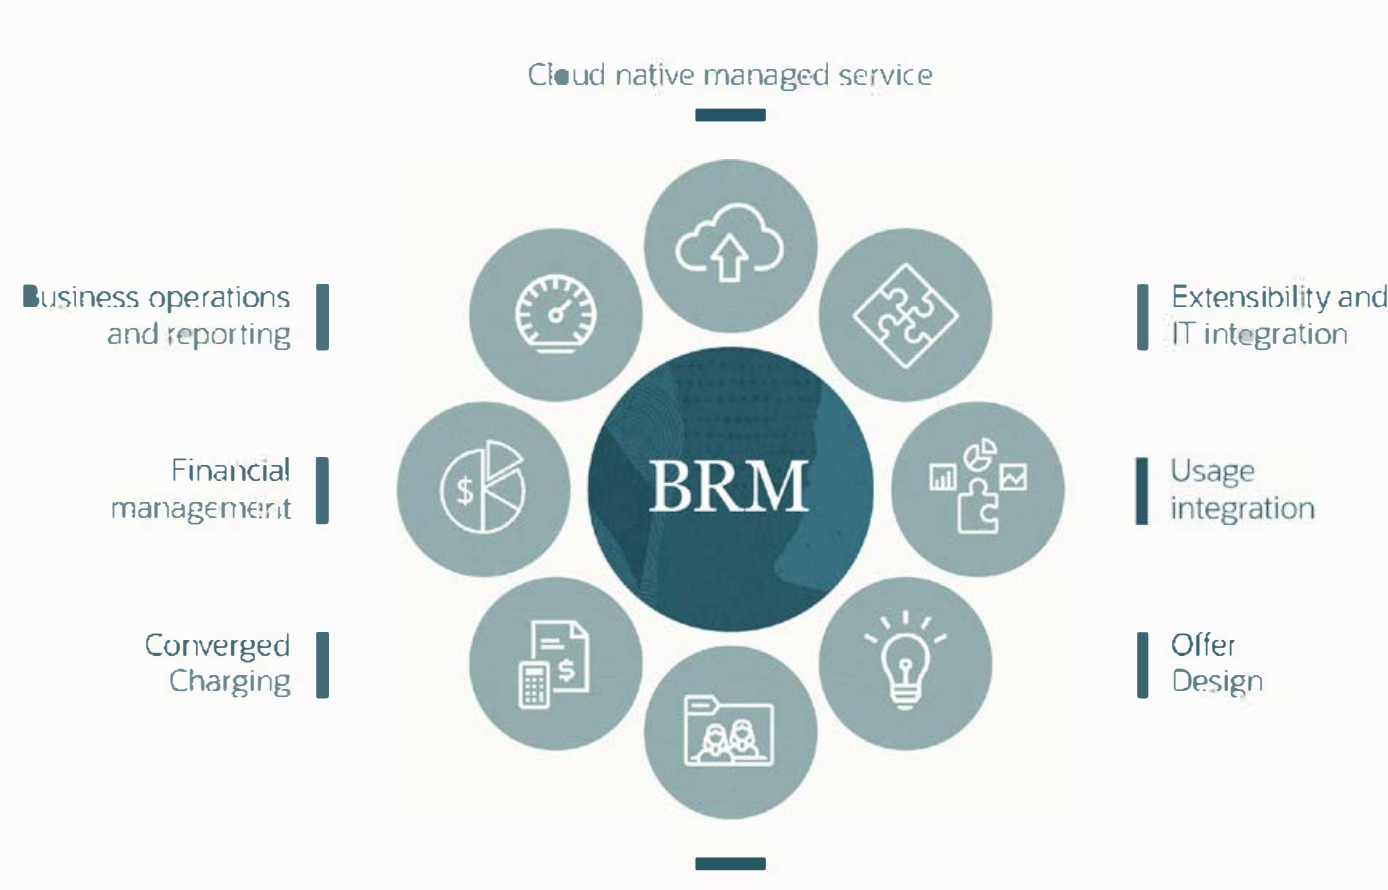 Cloud native managed service
Business operations
and reporting
Extensibility and
IT integration
Financial
management
$
BRM
Usage
integration
Converged
Charging
$
Offer
Design